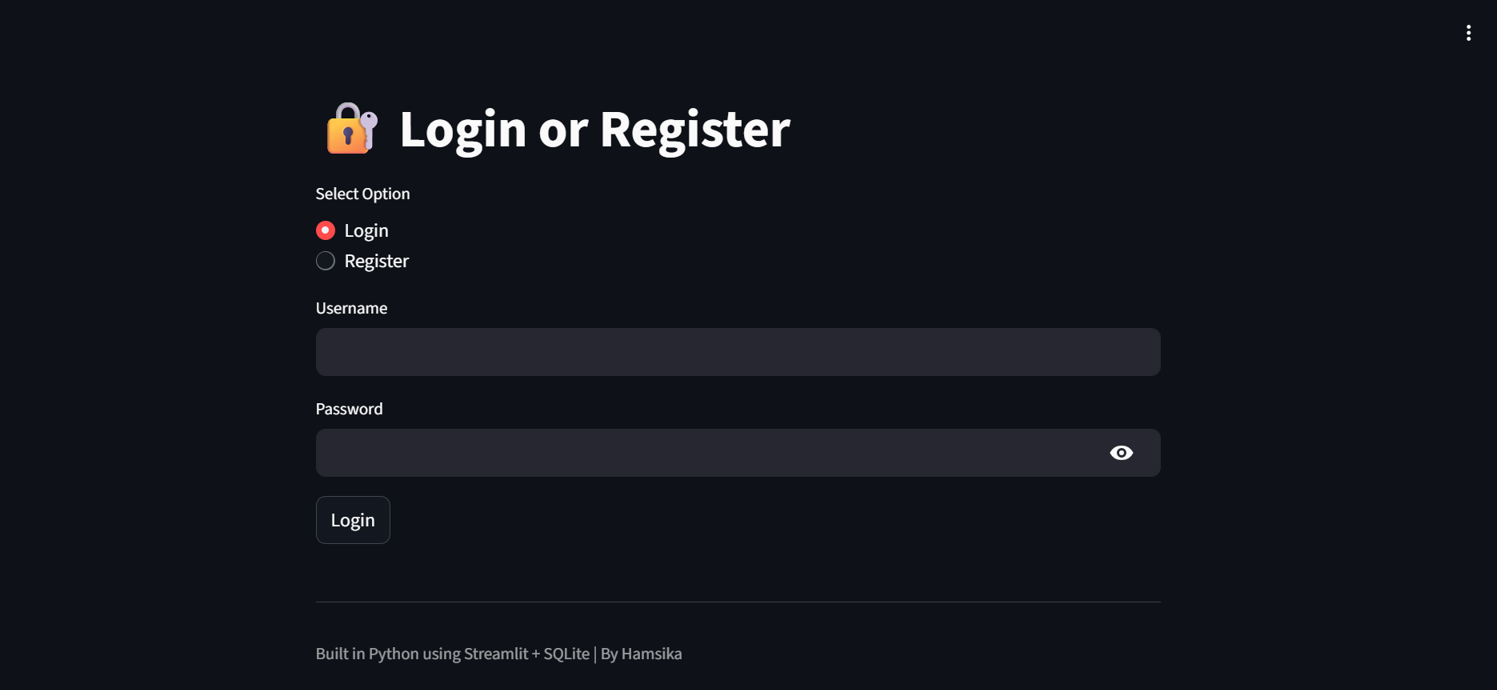 Login or Register
Select Option
Login
Register
Username
Password
Login
Built in Python using Streamlit + SQLite | By Hamsika